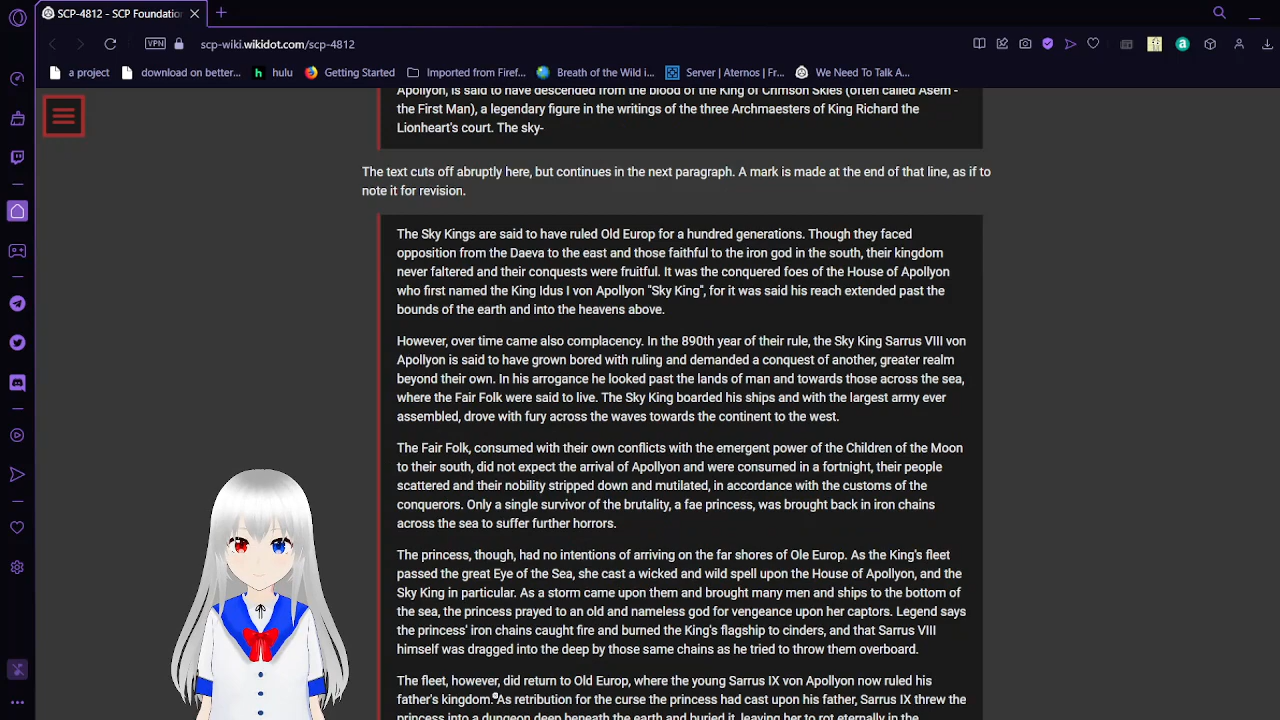 SCP-4812 - SCP Foundation
scp-wiki.wikidot.com/scp-4812
VPN
a project
download on better...
hulu
Getting Started
Imported from Firef...
Breath of the Wild i...
Server | Aternos | Fr...
We Need To Talk A...
Apollyon, is said to have descended from the blood of the King of Crimson Skies (often called Asem -
the First Man), a legendary figure in the writings of the three Archmaesters of King Richard the
Lionheart's court. The sky-
The text cuts off abruptly here, but continues in the next paragraph. A mark is made at the end of that line, as if to
note it for revision.
The Sky Kings are said to have ruled Old Europ for a hundred generations. Though they faced
opposition from the Daeva to the east and those faithful to the iron god in the south, their kingdom
never faltered and their conquests were fruitful. It was the conquered foes of the House of Apollyon
who first named the King Idus I von Apollyon "Sky King", for it was said his reach extended past the
bounds of the earth and into the heavens above.
However, over time came also complacency. In the 890th year of their rule, the Sky King Sarrus VIII von
Apollyon is said to have grown bored with ruling and demanded a conquest of another, greater realm
beyond their own. In his arrogance he looked past the lands of man and towards those across the sea,
where the Fair Folk were said to live. The Sky King boarded his ships and with the largest army ever
assembled, drove with fury across the waves towards the continent to the west.
The Fair Folk, consumed with their own conflicts with the emergent power of the Children of the Moon
to their south, did not expect the arrival of Apollyon and were consumed in a fortnight, their people
scattered and their nobility stripped down and mutilated, in accordance with the customs of the
conquerors. Only a single survivor of the brutality, a fae princess, was brought back in iron chains
across the sea to suffer further horrors.
The princess, though, had no intentions of arriving on the far shores of Ole Europ. As the King's fleet
passed the great Eye of the Sea, she cast a wicked and wild spell upon the House of Apollyon, and the
Sky King in particular. As a storm came upon them and brought many men and ships to the bottom of
the sea, the princess prayed to an old and nameless god for vengeance upon her captors. Legend says
the princess' iron chains caught fire and burned the King's flagship to cinders, and that Sarrus VIII
himself was dragged into the deep by those same chains as he tried to throw them overboard.
The fleet, however, did return to Old Europ, where the young Sarrus IX von Apollyon now ruled his
father's kingdom. As retribution for the curse the princess had cast upon his father, Sarrus IX threw the
princess into a dungeon deep beneath the earth and buried it, leaving her to rot eternally in the